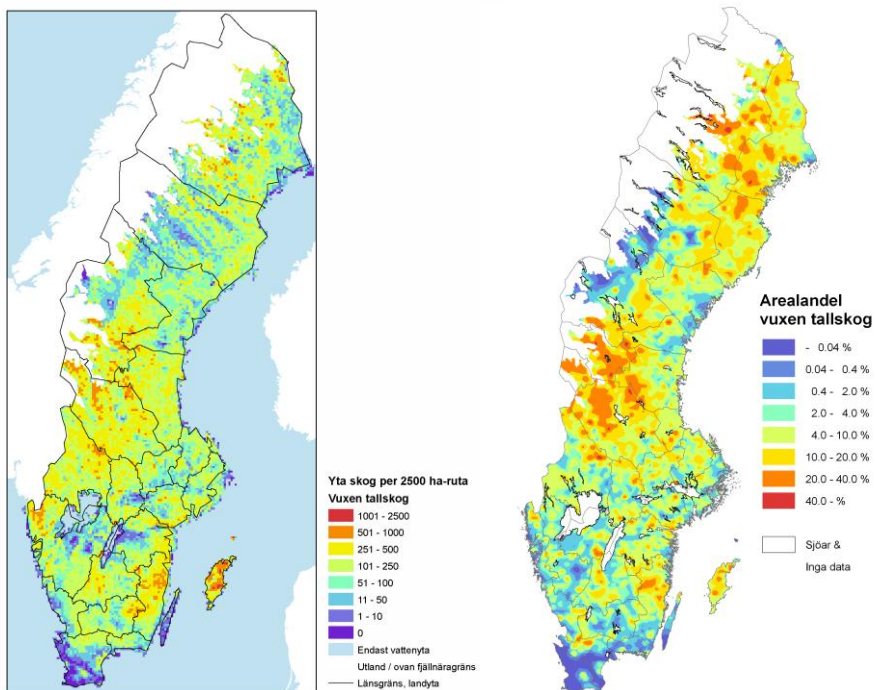 Yta skog per 2500 ha-ruta
Vuxen tallskog
1001 - 2500
501 - 1000
251 - 500
101 - 250
51 - 100
11 - 50
1 - 10
0
Endast vattenyta
Utland / ovan fjällnäragräns
Länsgräns, landyta
Arealandel
vuxen tallskog
- 0.04 %
0.04 - 0.4 %
0.4 - 2.0 %
2.0 - 4.0 %
4.0 - 10.0 %
10.0 - 20.0 %
20.0 - 40.0 %
40.0 - %
Sjöar &
Inga data